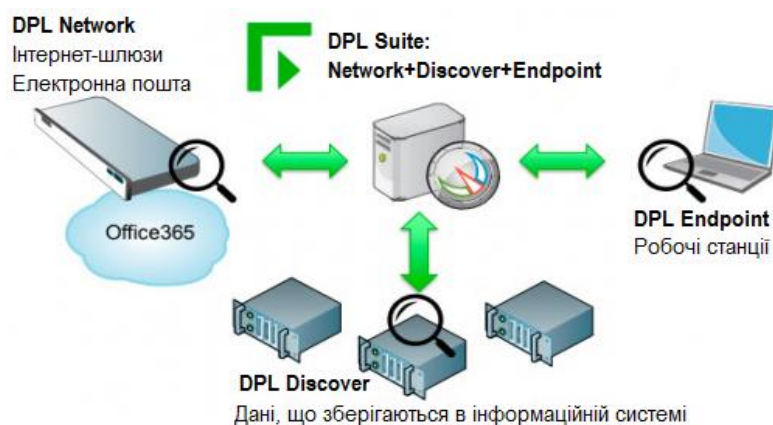 DPL Network
Інтернет-шлюзи
Електронна пошта
DPL Suite:
Network+Discover+Endpoint
Office365
DPL Endpoint
Робочі станції
DPL Discover
Дані, що зберігаються в інформаційній системі